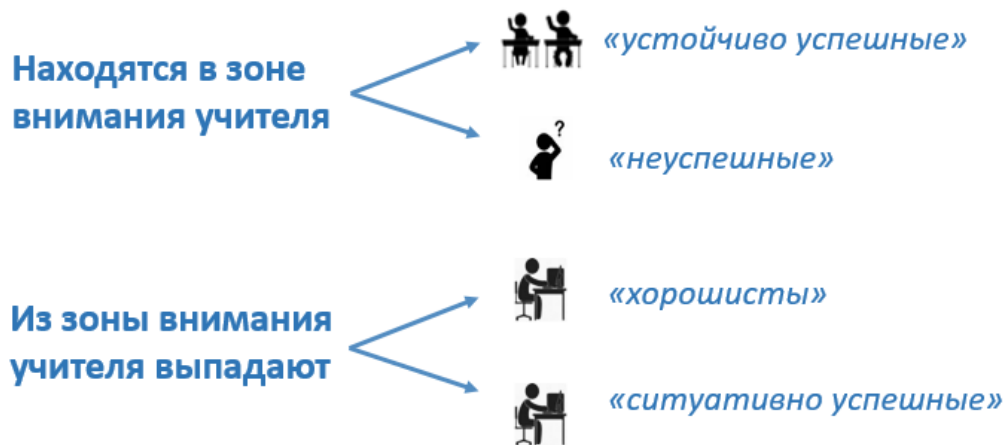 Находятся в зоне
внимания учителя
«устойчиво успешные»
?
«неуспешные»
Из зоны внимания
учителя выпадают
«хорошисты»
«ситуативно успешные»